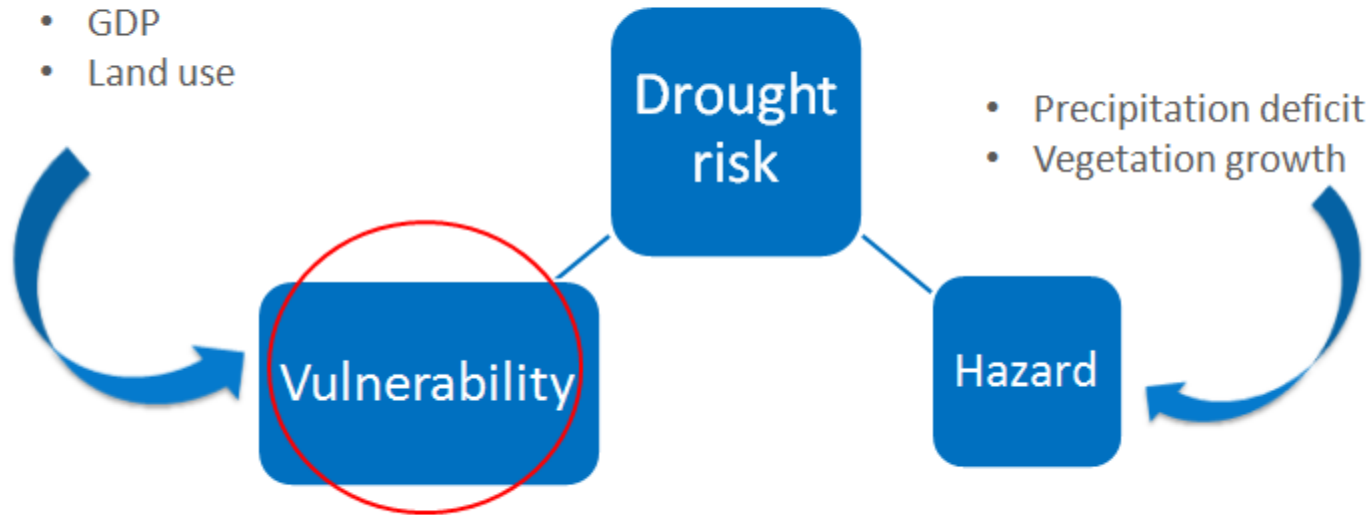 • GDP
• Land use
Drought
risk
• Precipitation deficit
• Vegetation growth
Vulnerability
Hazard